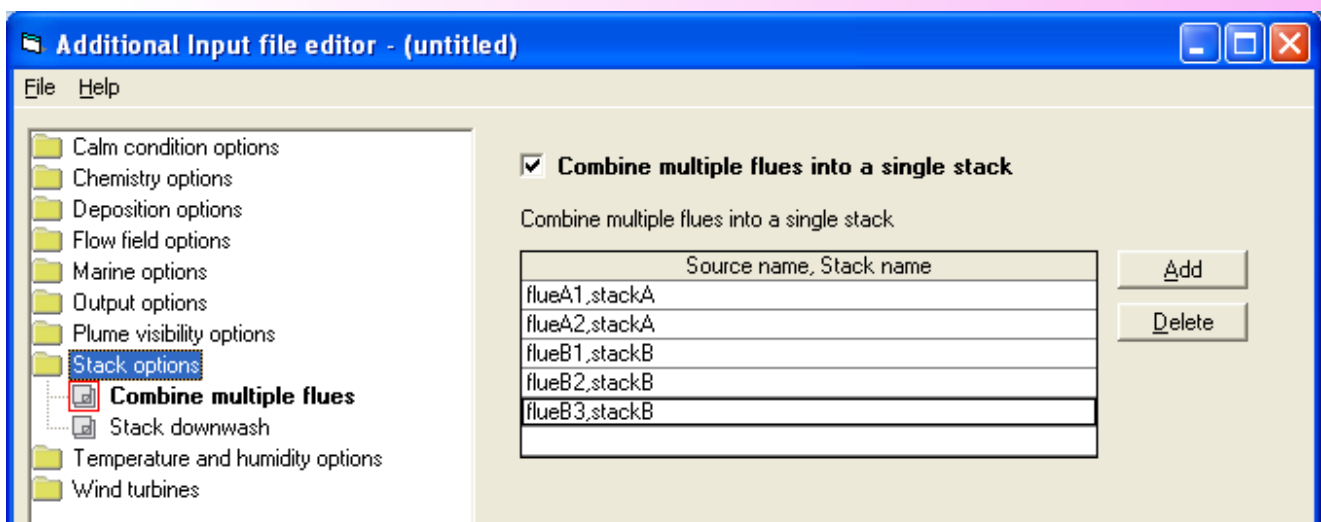 Additional Input file editor - (untitled)
File Help
Calm condition options
Chemistry options
Deposition options
Flow field options
Marine options
Output options
Plume visibility options
Stack options
Combine multiple flues
Stack downwash
Temperature and humidity options
Wind turbines
Combine multiple flues into a single stack
Combine multiple flues into a single stack
Source name, Stack name
flueA1,stackA
flueA2,stackA
flueB1,stackB
flueB2,stackB
flueB3,stackB
Add
Delete